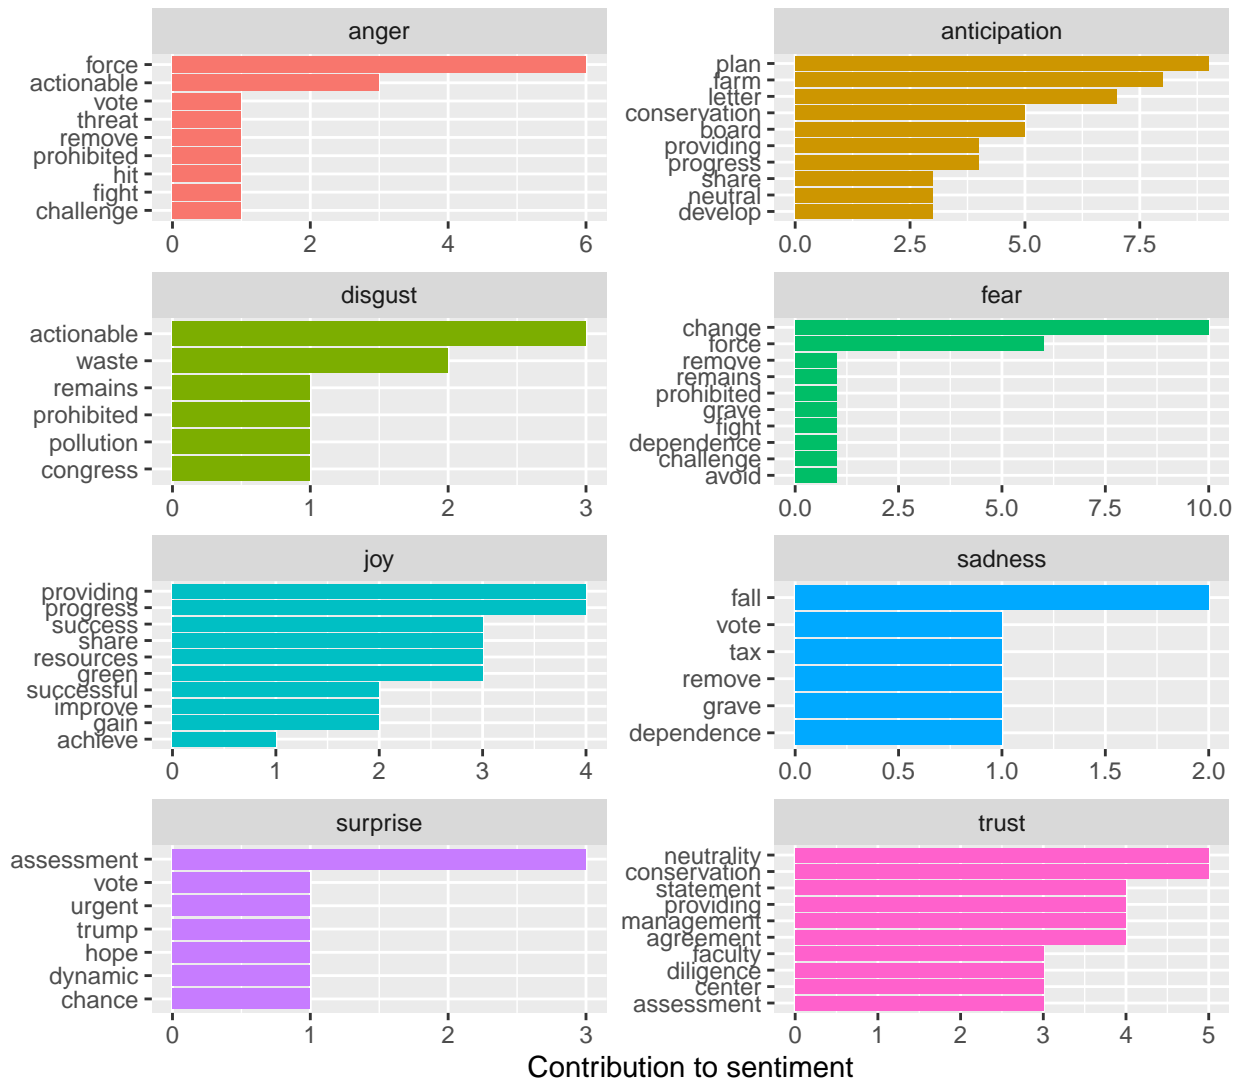 anger
force
actionable
vote
threat
remove
prohibited
hit
fight
challenge
0 2 4 6
anticipation
plan
farm
letter
conservation
board
providing
progress
share
neutral
develop
0.0 2.5 5.0 7.5
disgust
actionable
waste
remains
prohibited
pollution
congress
0 1 2 3
fear
change
force
remove
remains
prohibited
grave
fight
dependence
challenge
avoid
0.0 2.5 5.0 7.5 10.0
joy
providing
progress
success
share
resources
green
successful
improve
gain
achieve
0 1 2 3 4
sadness
fall
vote
tax
remove
grave
dependence
0.0 0.5 1.0 1.5 2.0
surprise
assessment
vote
urgent
trump
hope
dynamic
chance
0 1 2 3
trust
neutrality
conservation
statement
providing
management
agreement
faculty
diligence
center
assessment
0 1 2 3 4 5
Contribution to sentiment